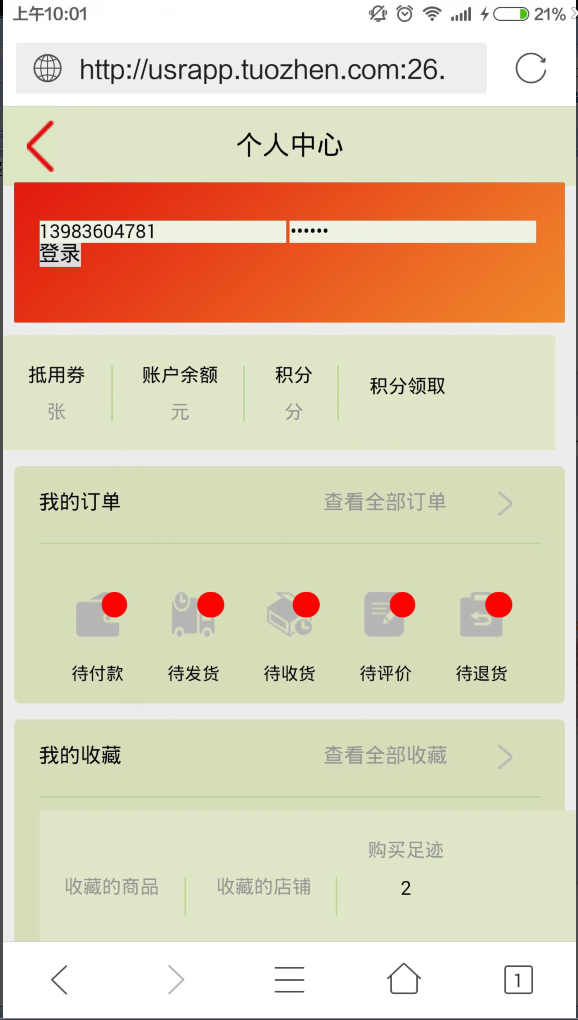 上午10:01 21%
http://usrapp.tuozhen.com:26.
个人中心
13983604781 ••••••
登录
抵用券 账户余额 积分 积分领取
张 元 分
我的订单 查看全部订单
待付款 待发货 待收货 待评价 待退货
我的收藏 查看全部收藏
购买足迹
收藏的商品 收藏的店铺 2
1